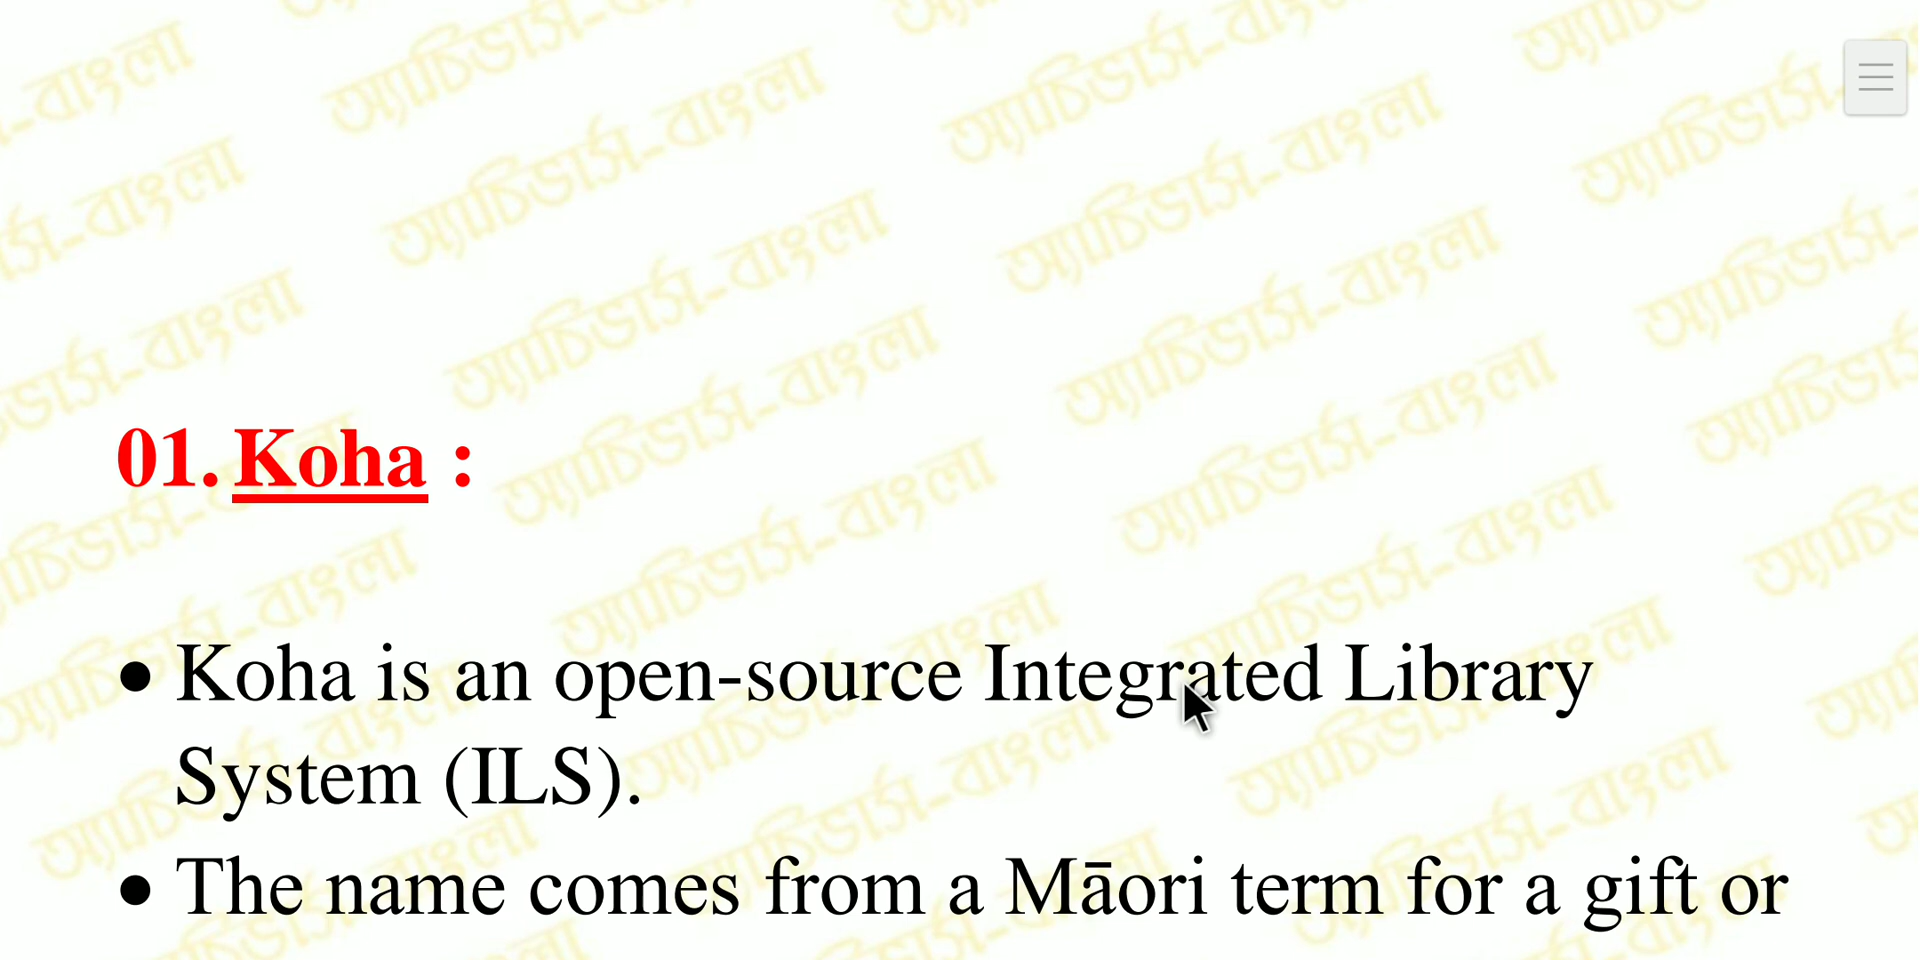 01. Koha :
• Koha is an open-source Integrated Library
System (ILS).
• The name comes from a Māori term for a gift or